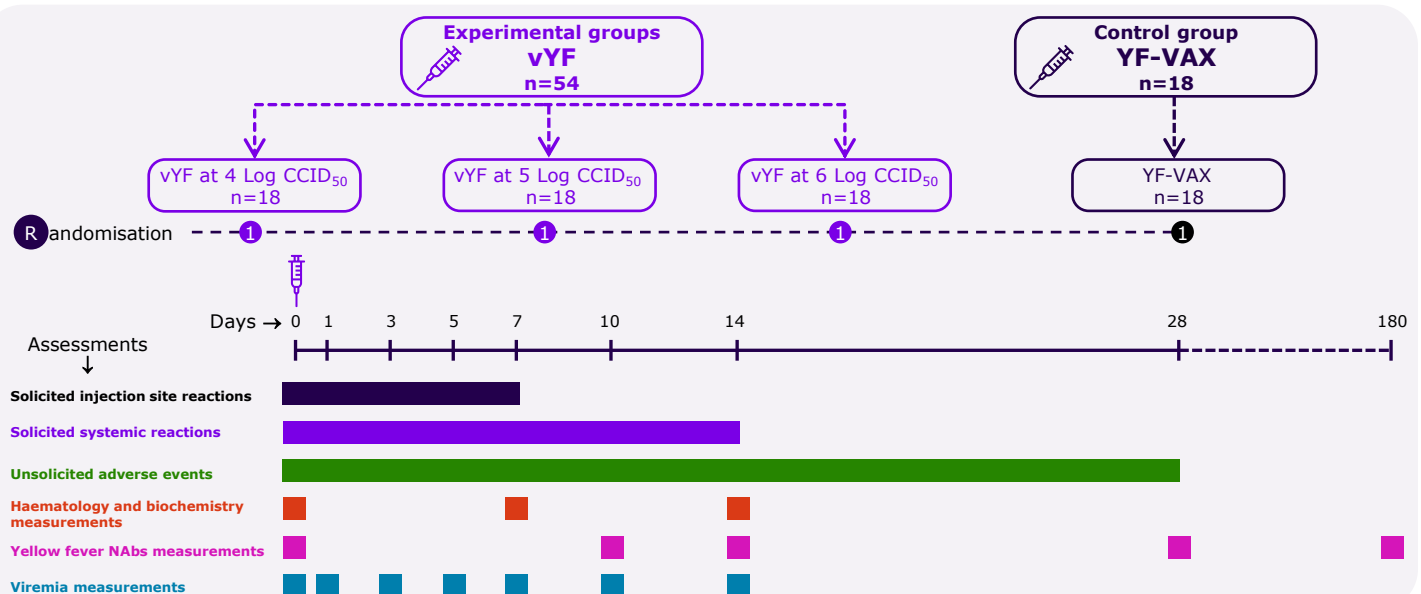 Experimental groups
vYF
n=54
Control group
YF-VAX
n=18
vYF at 4 Log CCID50
n=18
vYF at 5 Log CCID50
n=18
vYF at 6 Log CCID50
n=18
YF-VAX
n=18
Randomisation 1 1 1 1
Days → 0 1 3 5 7 10 14 28 180
Assessments
↓
Solicited injection site reactions
Solicited systemic reactions
Unsolicited adverse events
Haematology and biochemistry
measurements
Yellow fever NAbs measurements
Viremia measurements